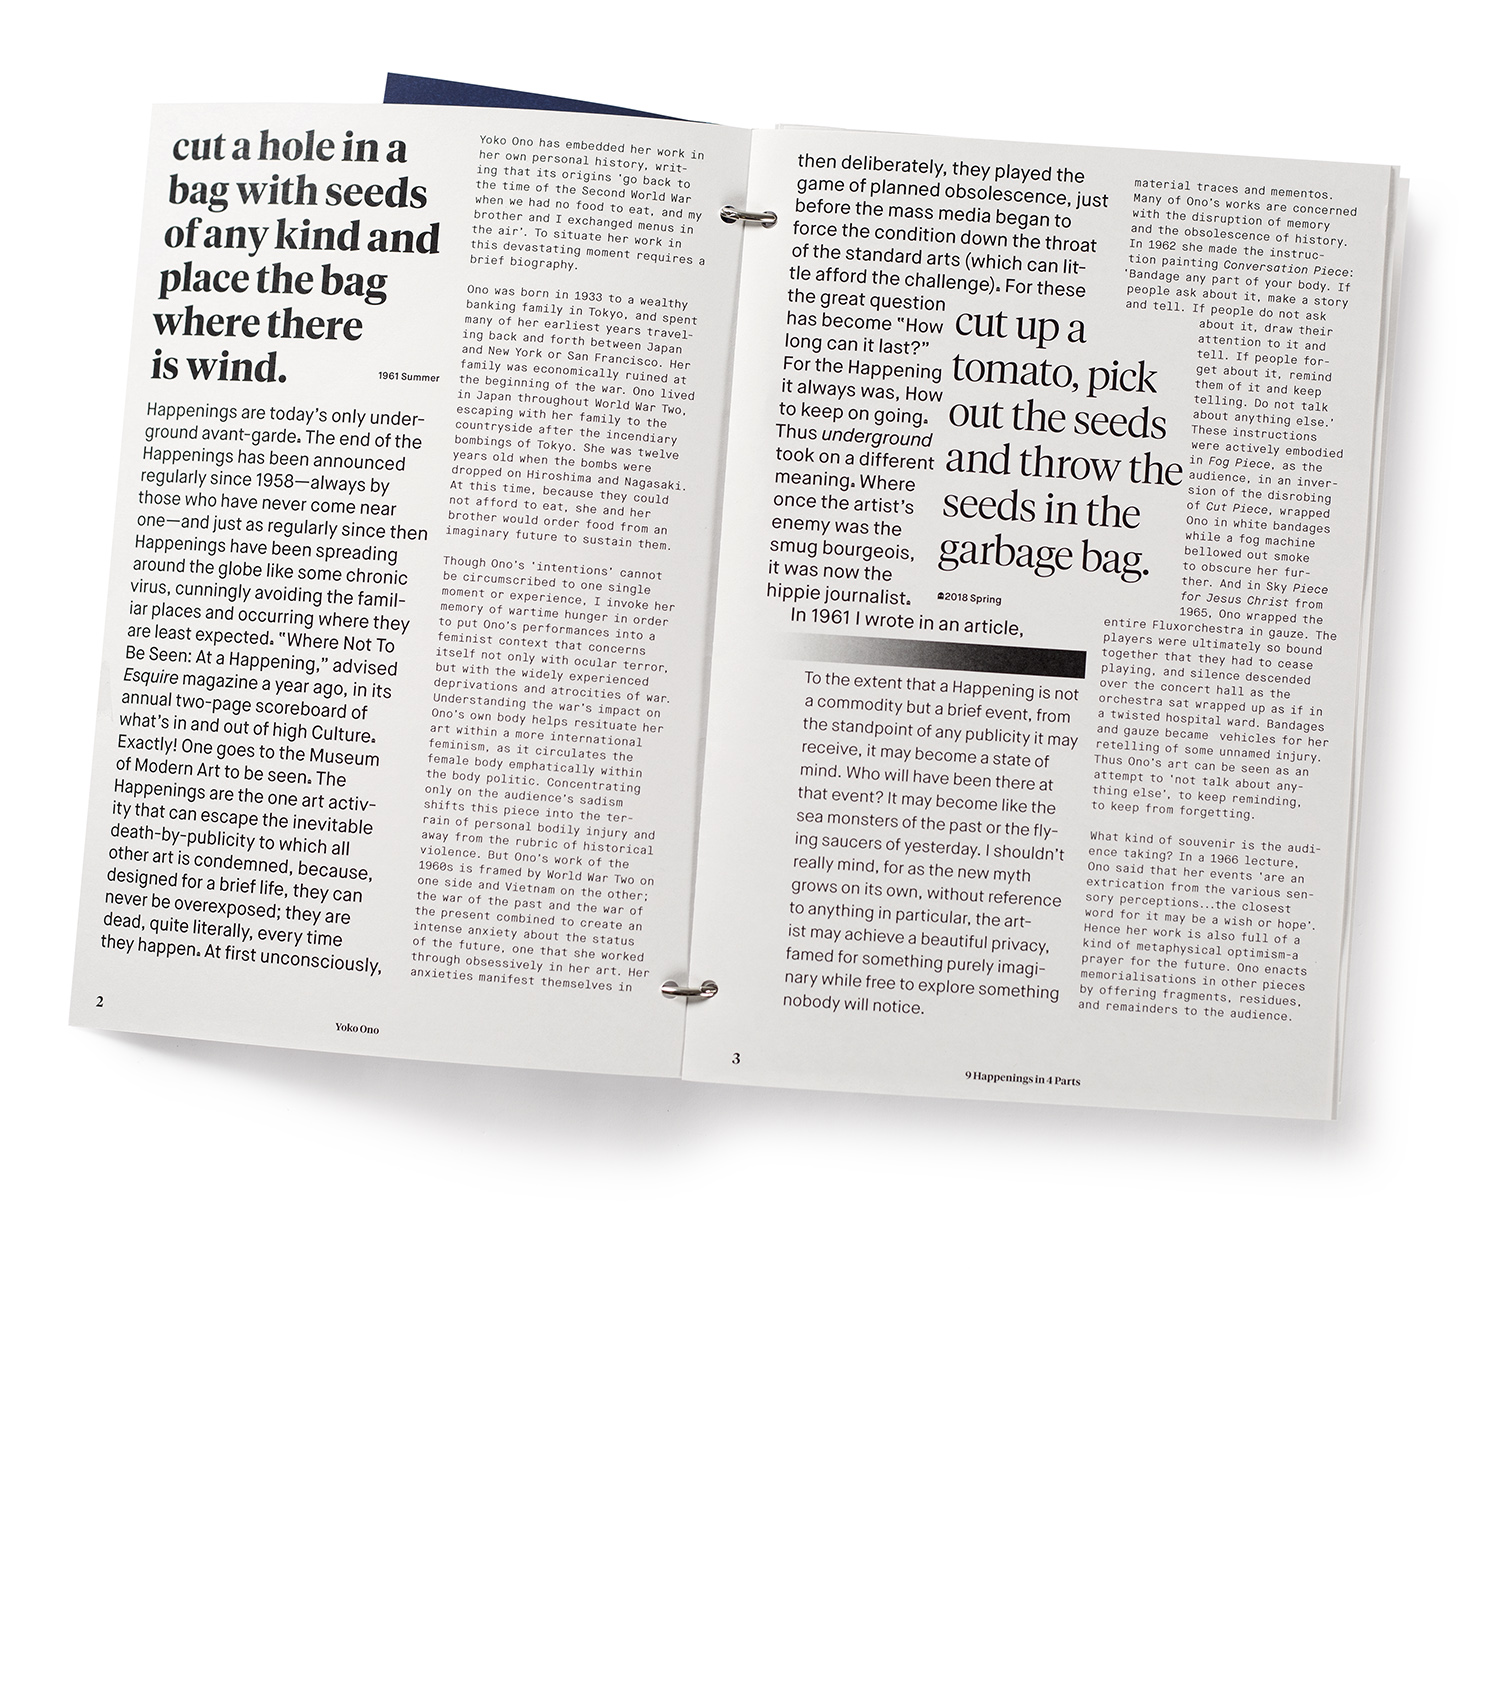 cut a hole in a
bag with seeds
of any kind and
place the bag
where there
is wind.
1961 Summer
Happenings are today's only under-
ground avant-garde. The end of the
Happenings has been announced
regularly since 1958—always by
those who have never come near
one—and just as regularly since then
Happenings have been spreading
around the globe like some chronic
virus, cunningly avoiding the famil-
iar places and occurring where they
are least expected. "Where Not To
Be Seen: At a Happening," advised
Esquire magazine a year ago, in its
annual two-page scoreboard of
what's in and out of high Culture.
Exactly! One goes to the Museum
of Modern Art to be seen. The
Happenings are the one art activ-
ity that can escape the inevitable
death-by-publicity to which all
other art is condemned, because,
designed for a brief life, they can
never be overexposed; they are
dead, quite literally, every time
they happen. At first unconsciously,
Yoko Ono has embedded her work in
her own personal history, writ-
ing that its origins 'go back to
the time of the Second World War
when we had no food to eat, and my
brother and I exchanged menus in
the air'. To situate her work in
this devastating moment requires a
brief biography.
Ono was born in 1933 to a wealthy
banking family in Tokyo, and spent
many of her earliest years travel-
ing back and forth between Japan
and New York or San Francisco. Her
family was economically ruined at
the beginning of the war. Ono lived
in Japan throughout World War Two,
escaping with her family to the
countryside after the incendiary
bombings of Tokyo. She was twelve
years old when the bombs were
dropped on Hiroshima and Nagasaki.
At this time, because they could
not afford to eat, she and her
brother would order food from an
imaginary future to sustain them.
Though Ono's 'intentions' cannot
be circumscribed to one single
moment or experience, I invoke her
memory of wartime hunger in order
to put Ono's performances into a
feminist context that concerns
itself not only with ocular terror,
but with the widely experienced
deprivations and atrocities of war.
Understanding the war's impact on
Ono's own body helps resituate her
art within a more international
feminism, as it circulates the
female body emphatically within
the body politic. Concentrating
only on the audience's sadism
shifts this piece into the ter-
rain of personal bodily injury and
away from the rubric of historical
violence. But Ono's work of the
1960s is framed by World War Two on
one side and Vietnam on the other;
the war of the past and the war of
the present combined to create an
intense anxiety about the status
of the future, one that she worked
through obsessively in her art. Her
anxieties manifest themselves in
2
Yoko Ono
then deliberately, they played the
game of planned obsolescence, just
before the mass media began to
force the condition down the throat
of the standard arts (which can lit-
tle afford the challenge). For these
the great question
has become "How
long can it last?"
For the Happening
it always was, How
to keep on going.
Thus underground
took on a different
meaning. Where
once the artist's
enemy was the
smug bourgeois,
it was now the
hippie journalist.
In 1961 I wrote in an article,
cut up a
tomato, pick
out the seeds
and throw the
seeds in the
garbage bag.
2018 Spring
To the extent that a Happening is not
a commodity but a brief event, from
the standpoint of any publicity it may
receive, it may become a state of
mind. Who will have been there at
that event? It may become like the
sea monsters of the past or the fly-
ing saucers of yesterday. I shouldn't
really mind, for as the new myth
grows on its own, without reference
to anything in particular, the art-
ist may achieve a beautiful privacy,
famed for something purely imagi-
nary while free to explore something
nobody will notice.
material traces and mementos.
Many of Ono's works are concerned
with the disruption of memory
and the obsolescence of history.
In 1962 she made the instruc-
tion painting Conversation Piece:
'Bandage any part of your body. If
people ask about it, make a story
and tell. If people do not ask
about it, draw their
attention to it and
tell. If people for-
get about it, remind
them of it and keep
telling. Do not talk
about anything else.'
These instructions
were actively embodied
in Fog Piece, as the
audience, in an inver-
sion of the disrobing
of Cut Piece, wrapped
Ono in white bandages
while a fog machine
bellowed out smoke
to obscure her fur-
ther. And in Sky Piece
for Jesus Christ from
1965, Ono wrapped the
entire Fluxorchestra in gauze. The
players were ultimately so bound
together that they had to cease
playing, and silence descended
over the concert hall as the
orchestra sat wrapped up as if in
a twisted hospital ward. Bandages
and gauze became vehicles for her
retelling of some unnamed injury.
Thus Ono's art can be seen as an
attempt to 'not talk about any-
thing else', to keep reminding,
to keep from forgetting.
What kind of souvenir is the audi-
ence taking? In a 1966 lecture,
Ono said that her events 'are an
extrication from the various sen-
sory perceptions...the closest
word for it may be a wish or hope'.
Hence her work is also full of a
kind of metaphysical optimism-a
prayer for the future. Ono enacts
memorialisations in other pieces
by offering fragments, residues,
and remainders to the audience.
3
9 Happenings in 4 Parts